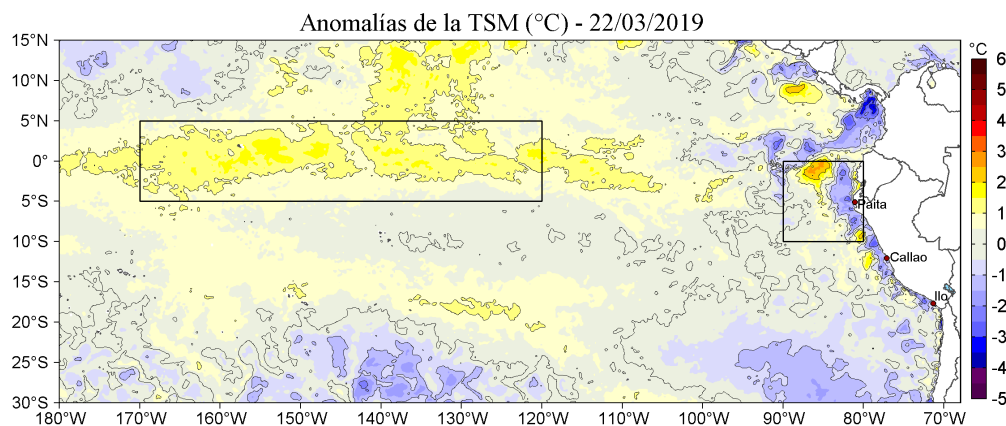 Anomalías de la TSM (°C) - 22/03/2019
15°N
10°N
5°N
0°
5°S
10°S
15°S
20°S
25°S
30°S
180°W
170°W
160°W
150°W
140°W
130°W
120°W
110°W
100°W
90°W
80°W
70°W
Paita
Callao
Ilo
°C
6
5
4
3
2
1
0
-1
-2
-3
-4
-5